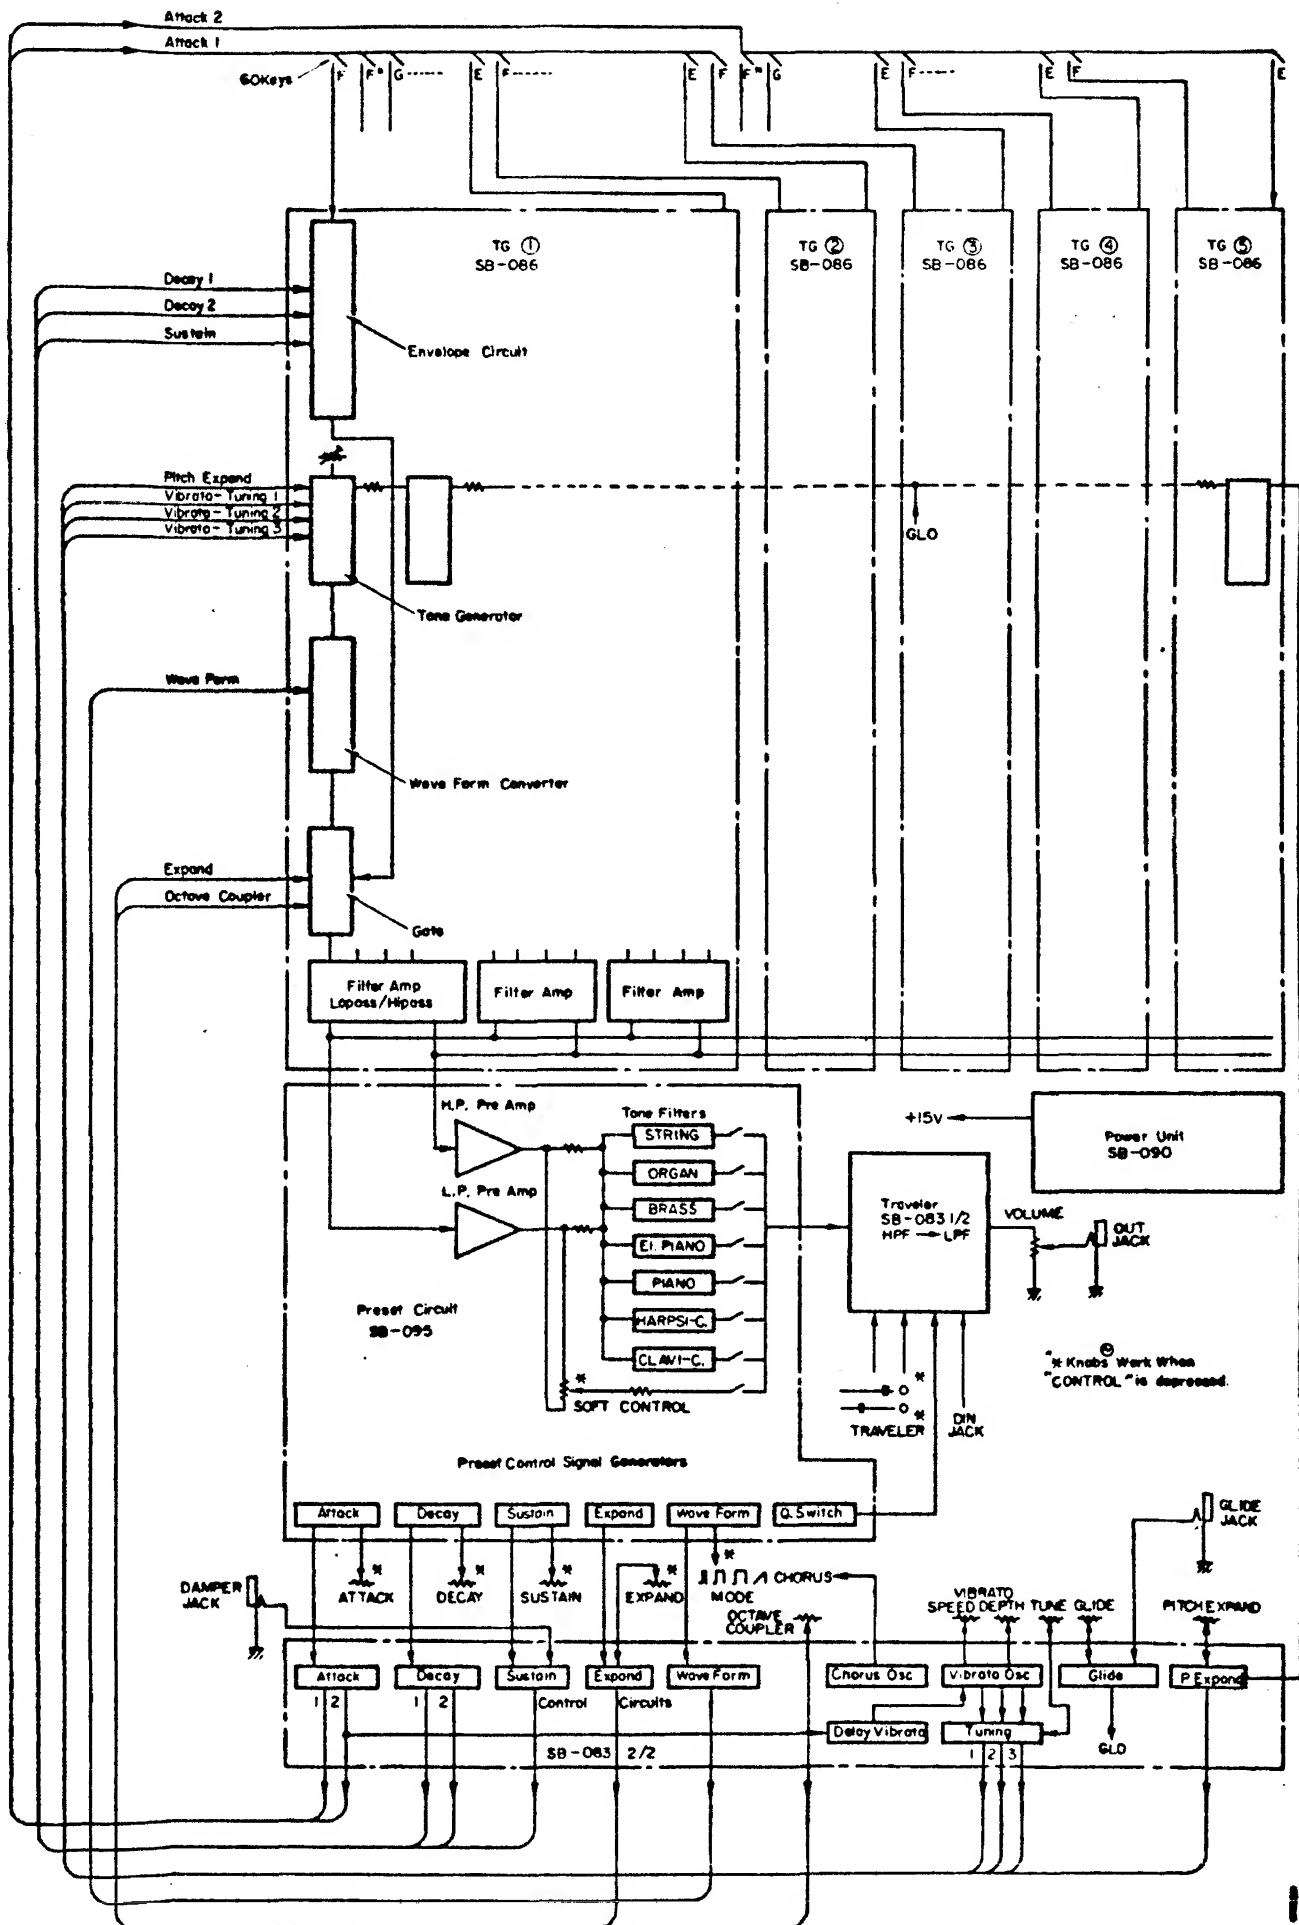 Attack 2
Attack 1
60Keys
F F# G ------ E F ------ E F F# G E F ------ E F E
TG ①
SB-086
TG ②
SB-086
TG ③
SB-086
TG ④
SB-086
TG ⑤
SB-086
Decay 1
Decay 2
Sustain
Envelope Circuit
Pitch Expand
Vibrato-Tuning 1
Vibrato-Tuning 2
Vibrato-Tuning 3
GLO
Tone Generator
Wave Form
Wave Form Converter
Expand
Octave Coupler
Gate
Filter Amp
Lopass/Hipass
Filter Amp
Filter Amp
H.P. Pre Amp
L.P. Pre Amp
Tone Filters
STRING
ORGAN
BRASS
El. PIANO
PIANO
HARPSI-C.
CLAVI-C.
* SOFT CONTROL
Preset Circuit
SB-095
+15V
Power Unit
SB-090
Traveler
SB-083 1/2
HPF → LPF
VOLUME
OUT
JACK
"* Knobs Work When
"CONTROL" is depressed.
*
*
TRAVELER
DIN
JACK
Preset Control Signal Generators
Attack
Decay
Sustain
Expand
Wave Form
Q. Switch
GLIDE
JACK
DAMPER
JACK
* ATTACK
* DECAY
* SUSTAIN
* EXPAND
* MODE
CHORUS
OCTAVE
COUPLER
VIBRATO
SPEED DEPTH TUNE GLIDE
PITCH EXPAND
Attack
Decay
Sustain
Expand
Wave Form
Chorus Osc
Vibrato Osc
Glide
P. Expand
1 2
1 2
Control Circuits
Delay Vibrato
Tuning
1 2 3
GLO
SB-083 2/2